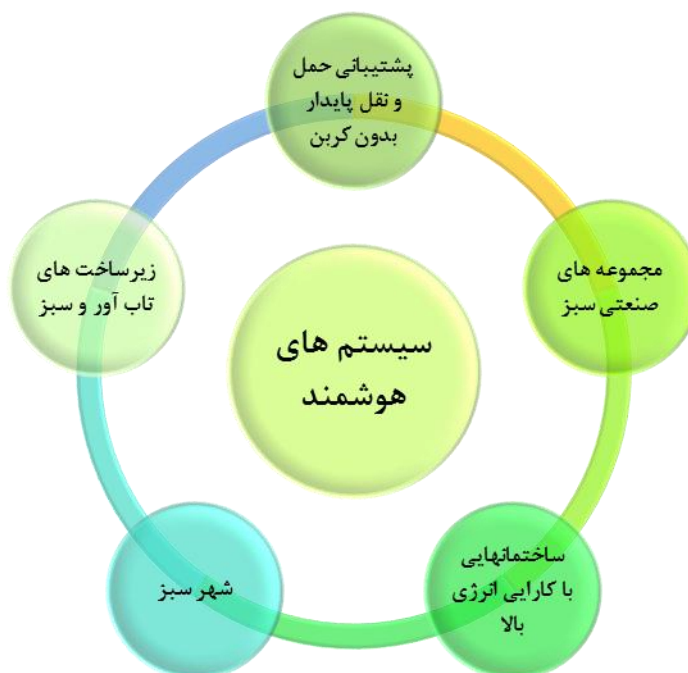 پشتیبانی حمل
و نقل پایدار
بدون کربن
مجموعه های
صنعتی سبز
زیرساخت های
تاب آور و سبز
سیستم های
هوشمند
ساختمانهایی
با کارایی انرژی
بالا
شهر سبز